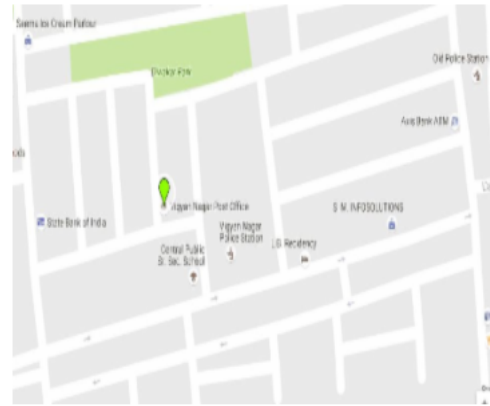 Seema Ice Cream Parlour
Old Police Station
Axis Bank ATM
Vigyan Nagar Post Office
S. M. INFOSOLUTIONS
State Bank of India
Vigyan Nagar
Police Station
Central Public
Sr. Sec. School
Residency